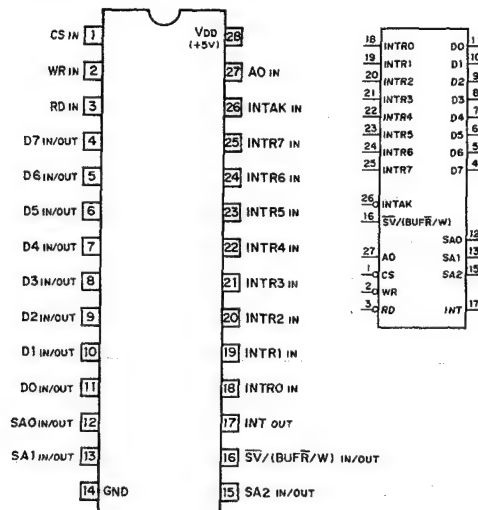 CS IN 1
WR IN 2
RD IN 3
D7 IN/OUT 4
D6 IN/OUT 5
D5 IN/OUT 6
D4 IN/OUT 7
D3 IN/OUT 8
D2 IN/OUT 9
D1 IN/OUT 10
D0 IN/OUT 11
SA0 IN/OUT 12
SA1 IN/OUT 13
14 GND
VDD 28
(+5V)
27 A0 IN
26 INTAK IN
25 INTR7 IN
24 INTR6 IN
23 INTR5 IN
22 INTR4 IN
21 INTR3 IN
20 INTR2 IN
19 INTR1 IN
18 INTR0 IN
17 INT OUT
16 S̅V̅/(BUFR̅/W) IN/OUT
15 SA2 IN/OUT
18 INTR0 D0 11
19 INTR1 D1 10
20 INTR2 D2 9
21 INTR3 D3 8
22 INTR4 D4 7
23 INTR5 D5 6
24 INTR6 D6 5
25 INTR7 D7 4
26 INTAK
16 S̅V̅/(BUFR̅/W)
SA0 12
27 A0 SA1 13
1 CS SA2 15
2 WR
3 RD INT 17